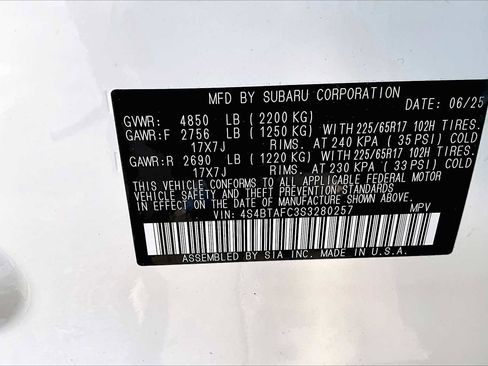 MFD BY SUBARU CORPORATION
DATE: 06/25
GVWR: 4850 LB (2200 KG)
GAWR:F 2756 LB (1250 KG) WITH 225/65R17 102H TIRES.
17X7J RIMS. AT 240 KPA (35 PSI) COLD
GAWR:R 2690 LB (1220 KG) WITH 225/65R17 102H TIRES.
17X7J RIMS. AT 230 KPA (33 PSI) COLD
THIS VEHICLE CONFORMS TO ALL APPLICABLE FEDERAL MOTOR
VEHICLE SAFETY AND THEFT PREVENTION STANDARDS
IN EFFECT ON THE DATE OF MANUFACTURE SHOWN ABOVE.
VIN: 4S4BTAFC3S3280257 MPV
ASSEMBLED BY SIA INC. MADE IN U.S.A.